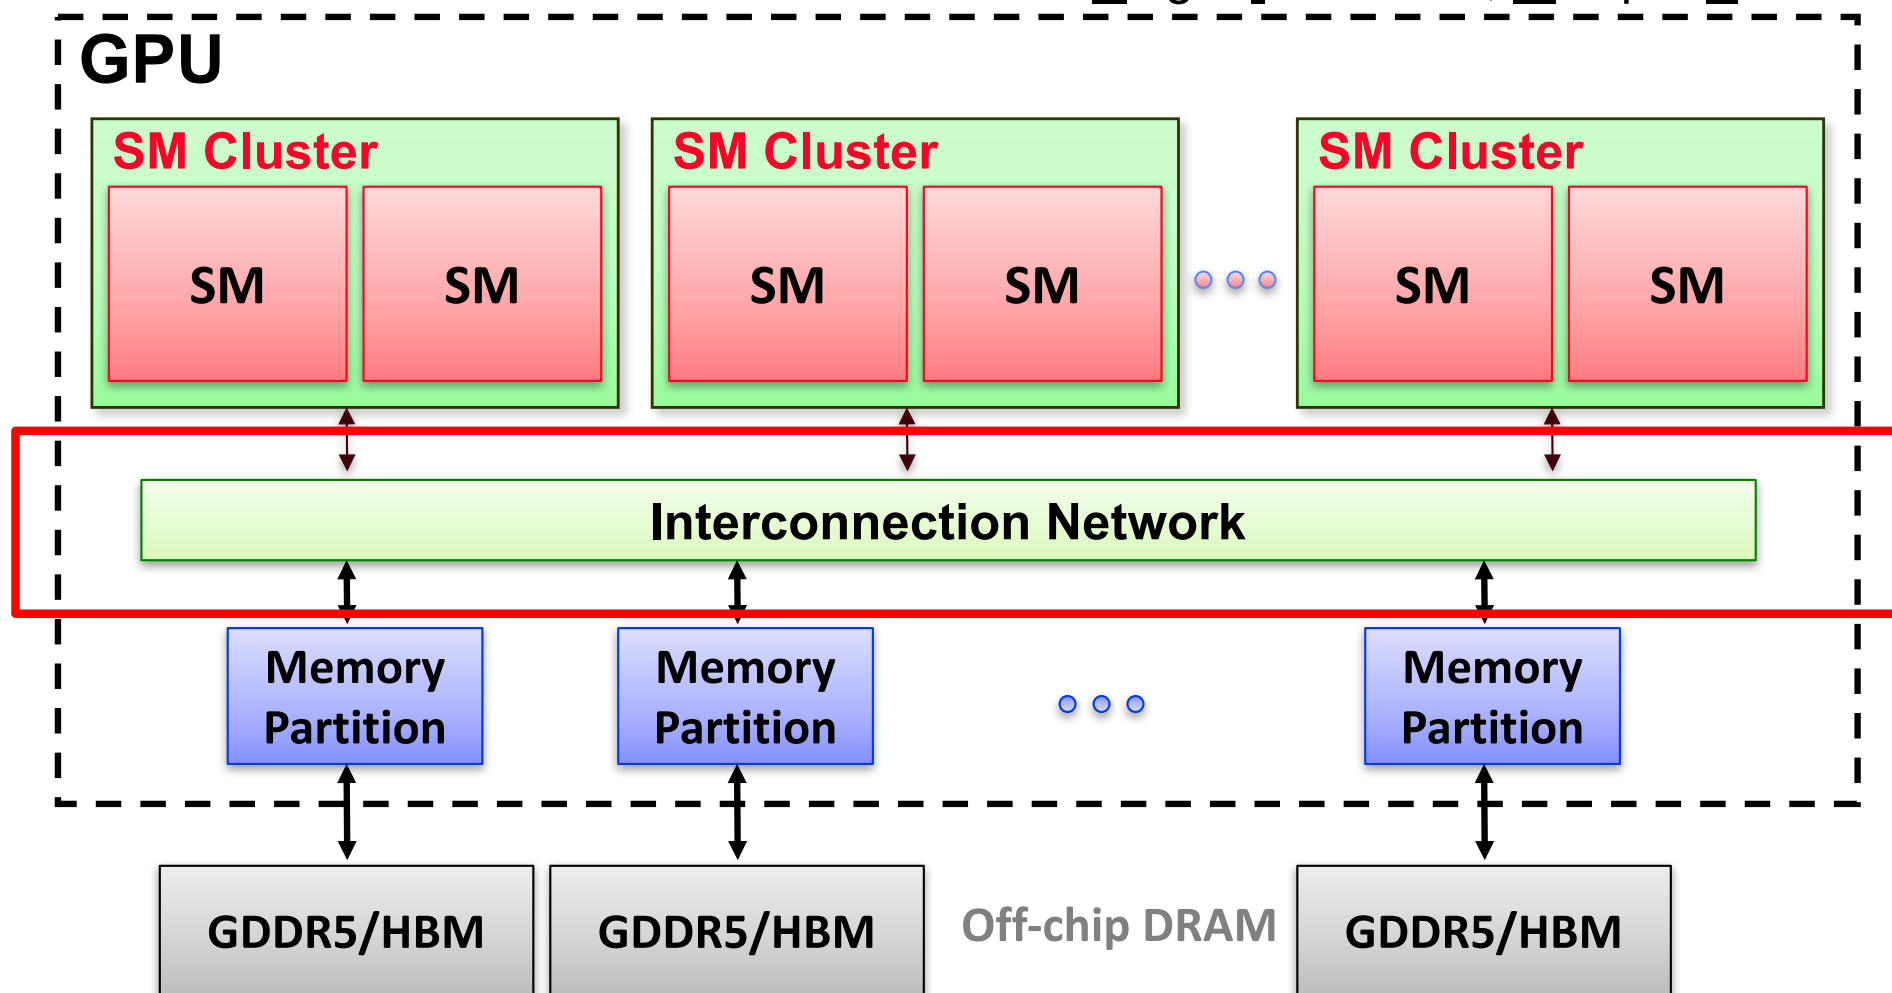 GPU
SM Cluster
SM Cluster
SM Cluster
SM
SM
SM
SM
SM
SM
Interconnection Network
Memory
Partition
Memory
Partition
Memory
Partition
GDDR5/HBM
GDDR5/HBM
Off-chip DRAM
GDDR5/HBM